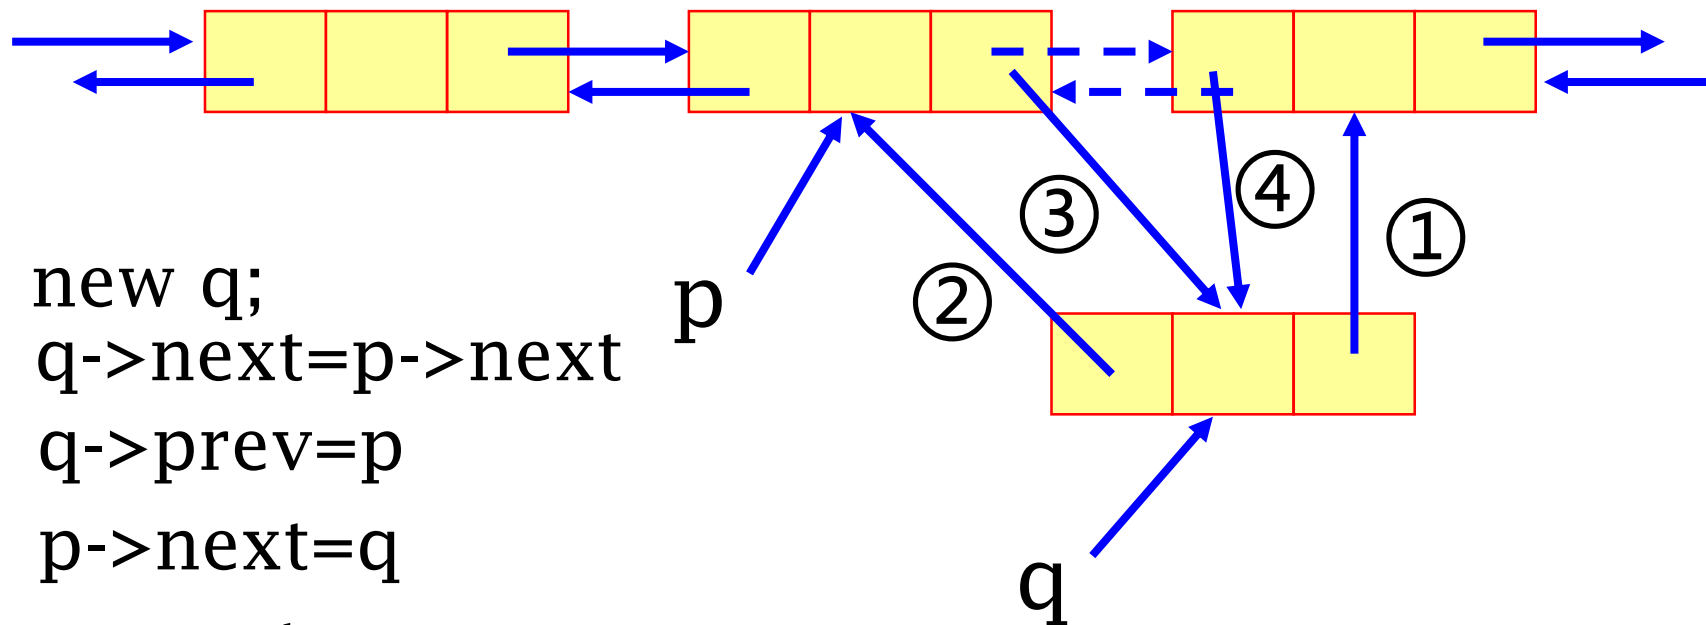 ④
③
①
new q;
②
p
q->next=p->next
q->prev=p
p->next=q
q